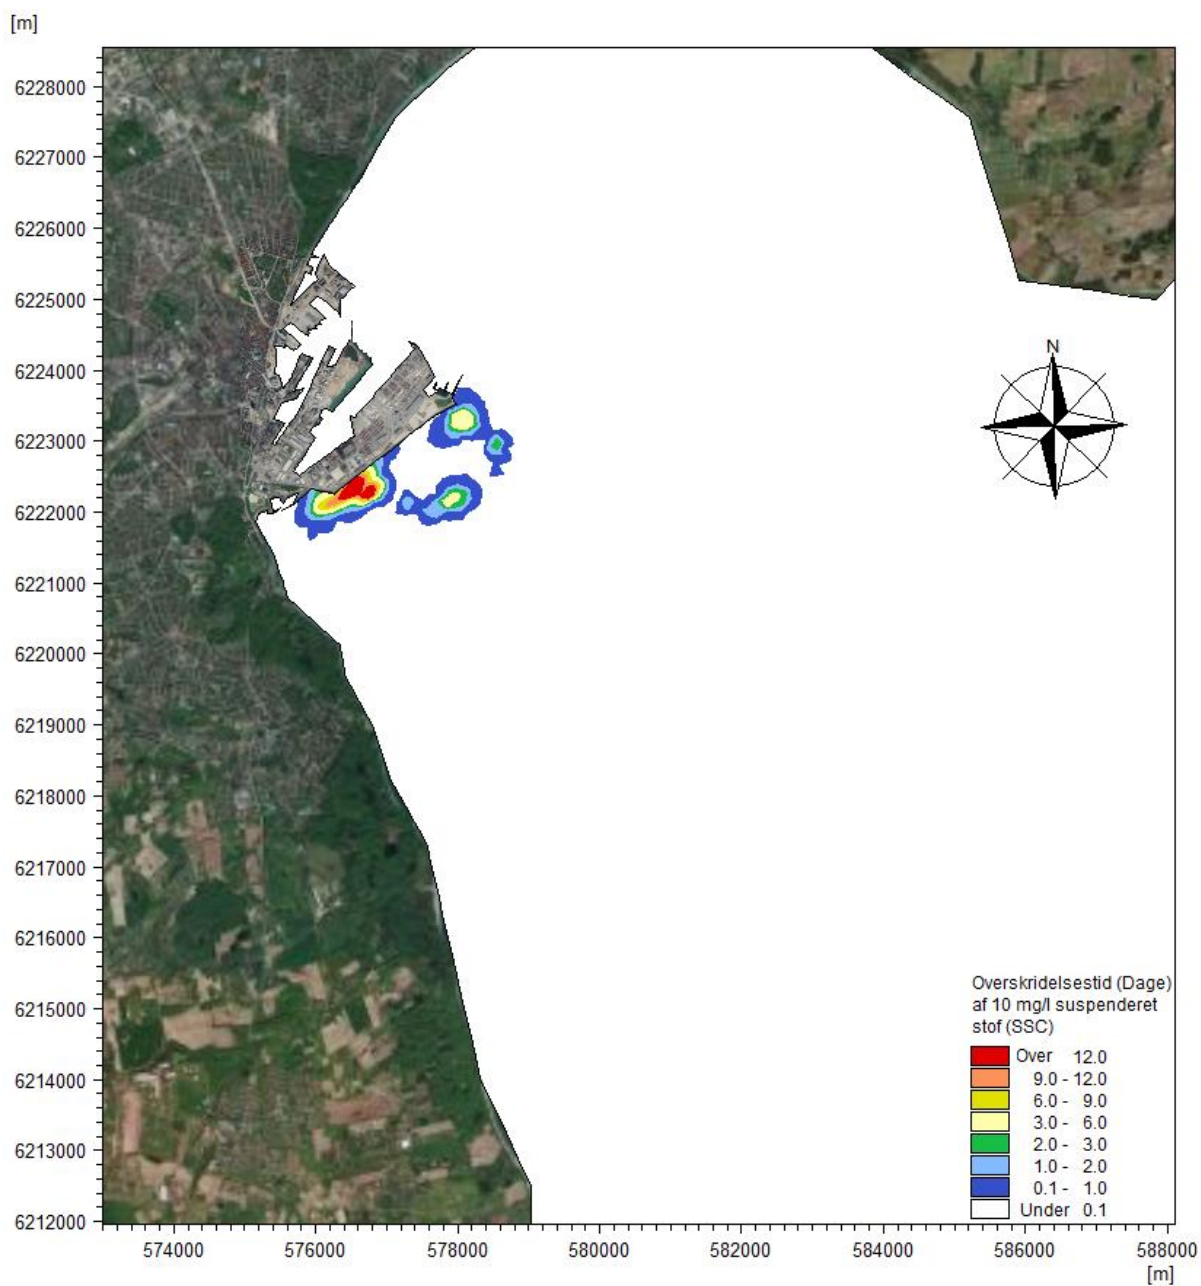 [m]
6228000
6227000
6226000
6225000
6224000
6223000
6222000
6221000
6220000
6219000
6218000
6217000
6216000
6215000
6214000
6213000
6212000
N
Overskridelsestid (Dage)
af 10 mg/l suspenderet
stof (SSC)
Over 12.0
9.0 - 12.0
6.0 - 9.0
3.0 - 6.0
2.0 - 3.0
1.0 - 2.0
0.1 - 1.0
Under 0.1
574000 576000 578000 580000 582000 584000 586000 588000
[m]